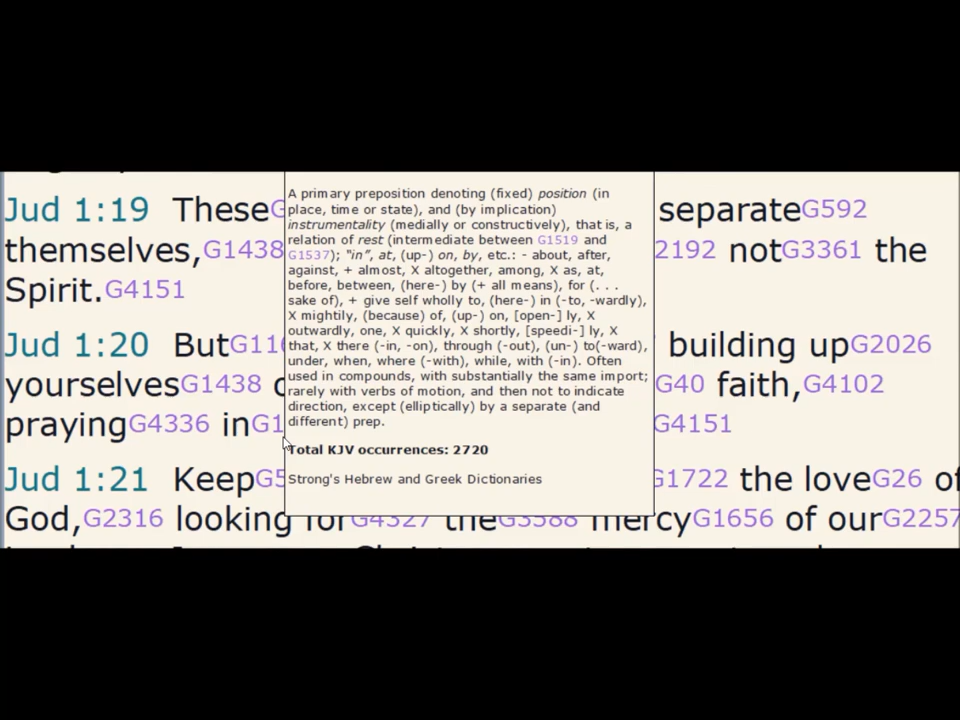 Jud 1:19 TheseG separateG592
themselves,G1438 2192 notG3361 the
Spirit.G4151
Jud 1:20 ButG11 building upG2026
yourselvesG1438 G40 faith,G4102
prayingG4336 inG1 G4151
Jud 1:21 KeepG5 G1722 the loveG26 of
God,G2316 looking forG4327 theG3588 mercyG1656 of ourG2257
A primary preposition denoting (fixed) position (in
place, time or state), and (by implication)
instrumentality (medially or constructively), that is, a
relation of rest (intermediate between G1519 and
G1537); "in", at, (up-) on, by, etc.: - about, after,
against, + almost, X altogether, among, X as, at,
before, between, (here-) by (+ all means), for (. . .
sake of), + give self wholly to, (here-) in (-to, -wardly),
X mightily, (because) of, (up-) on, [open-] ly, X
outwardly, one, X quickly, X shortly, [speedi-] ly, X
that, X there (-in, -on), through (-out), (un-) to(-ward),
under, when, where (-with), while, with (-in). Often
used in compounds, with substantially the same import;
rarely with verbs of motion, and then not to indicate
direction, except (elliptically) by a separate (and
different) prep.
Total KJV occurrences: 2720
Strong's Hebrew and Greek Dictionaries